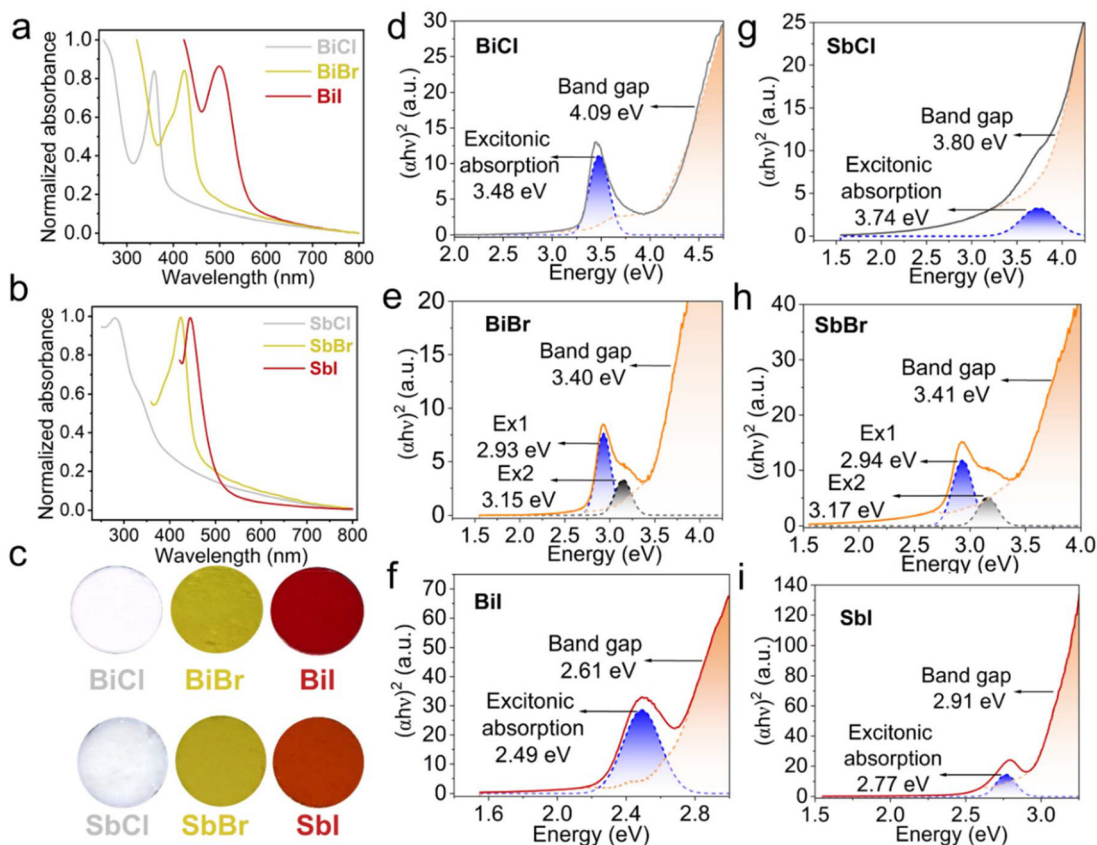 a
Normalized absorbance
1.0
0.8
0.6
0.4
0.2
0.0
BiCl
BiBr
BiI
300 400 500 600 700 800
Wavelength (nm)
b
Normalized absorbance
1.0
0.8
0.6
0.4
0.2
0.0
SbCl
SbBr
SbI
300 400 500 600 700 800
Wavelength (nm)
c
BiCl BiBr BiI
SbCl SbBr SbI
d
BiCl
(αhν)² (a.u.)
30
25
20
15
10
5
0
Band gap
4.09 eV
Excitonic
absorption
3.48 eV
2.0 2.5 3.0 3.5 4.0 4.5
Energy (eV)
e
BiBr
(αhν)² (a.u.)
20
15
10
5
0
Band gap
3.40 eV
Ex1
2.93 eV
Ex2
3.15 eV
1.5 2.0 2.5 3.0 3.5 4.0
Energy (eV)
f
BiI
(αhν)² (a.u.)
70
60
50
40
30
20
10
0
Band gap
2.61 eV
Excitonic
absorption
2.49 eV
1.6 2.0 2.4 2.8
Energy (eV)
g
SbCl
(αhν)² (a.u.)
25
20
15
10
5
0
Band gap
3.80 eV
Excitonic
absorption
3.74 eV
1.5 2.0 2.5 3.0 3.5 4.0
Energy (eV)
h
SbBr
(αhν)² (a.u.)
40
30
20
10
0
Band gap
3.41 eV
Ex1
2.94 eV
Ex2
3.17 eV
1.5 2.0 2.5 3.0 3.5 4.0
Energy (eV)
i
SbI
(αhν)² (a.u.)
140
120
100
80
60
40
20
0
Band gap
2.91 eV
Excitonic
absorption
2.77 eV
1.5 2.0 2.5 3.0
Energy (eV)